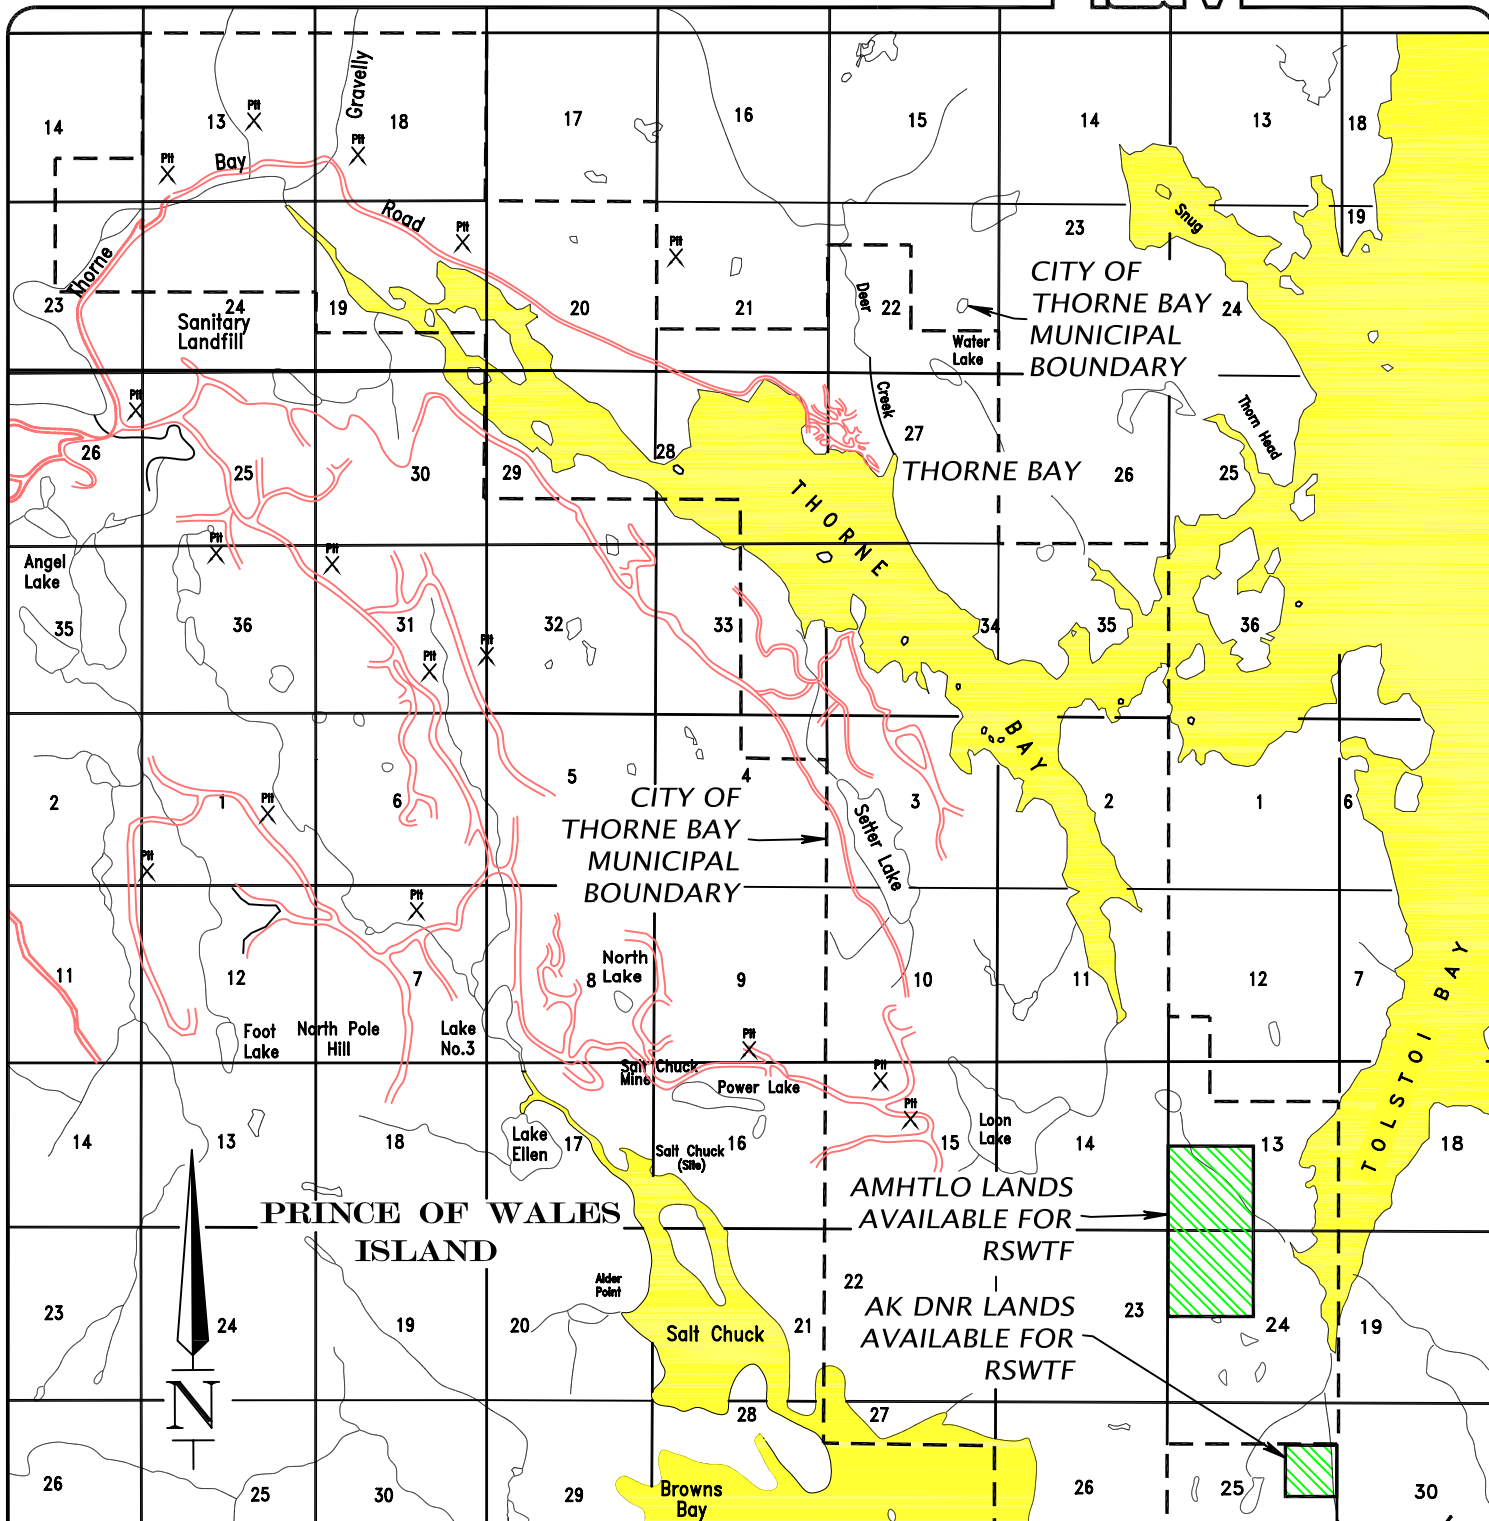 14
13
Pit
Gravelly
18
17
16
15
14
13
18
Pit
Pit
Bay
Road
Pit
Pit
23
Snug
19
Thorne
23
24
19
20
21
Deer
22
CITY OF
THORNE BAY
MUNICIPAL
BOUNDARY
24
Sanitary
Landfill
Water
Lake
Pit
Creek
27
Thorn Head
26
25
30
29
28
THORNE BAY
26
25
THORNE
Angel
Lake
Pit
Pit
35
36
31
32
33
34
35
36
Pit
Pit
BAY
2
1
Pit
6
5
4
3
2
1
6
CITY OF
THORNE BAY
MUNICIPAL
BOUNDARY
Setter Lake
Pit
Pit
11
12
7
8
North
Lake
9
10
11
12
7
TOLSTOI BAY
Foot
Lake
North Pole
Hill
Lake
No.3
Pit
Salt Chuck
Mine
Power Lake
Pit
Pit
14
13
18
Lake
Ellen
17
Salt Chuck
(Site)
16
15
Loon
Lake
14
13
18
PRINCE OF WALES
ISLAND
AMHTLO LANDS
AVAILABLE FOR
RSWTF
Alder
Point
22
23
24
19
20
Salt Chuck
21
AK DNR LANDS
AVAILABLE FOR
RSWTF
23
24
19
N
28
27
26
25
30
29
Browns
Bay
26
25
30